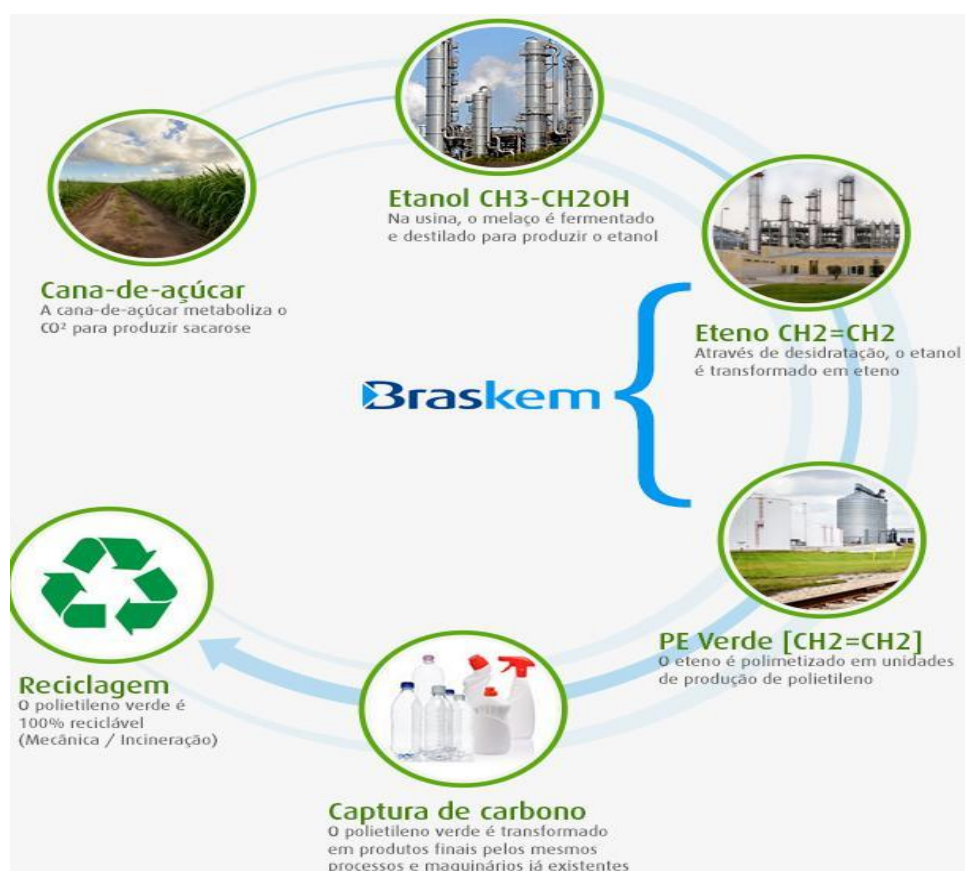 Etanol CH3-CH2OH
Na usina, o melaço é fermentado
e destilado para produzir o etanol
Cana-de-açúcar
A cana-de-açúcar metaboliza o
CO² para produzir sacarose
Eteno CH2=CH2
Através de desidratação, o etanol
é transformado em eteno
Braskem
PE Verde [CH2=CH2]
O eteno é polimetizado em unidades
de produção de polietileno
Reciclagem
O polietileno verde é
100% reciclável
(Mecânica / Incineração)
Captura de carbono
O polietileno verde é transformado
em produtos finais pelos mesmos
processos e maquinários já existentes